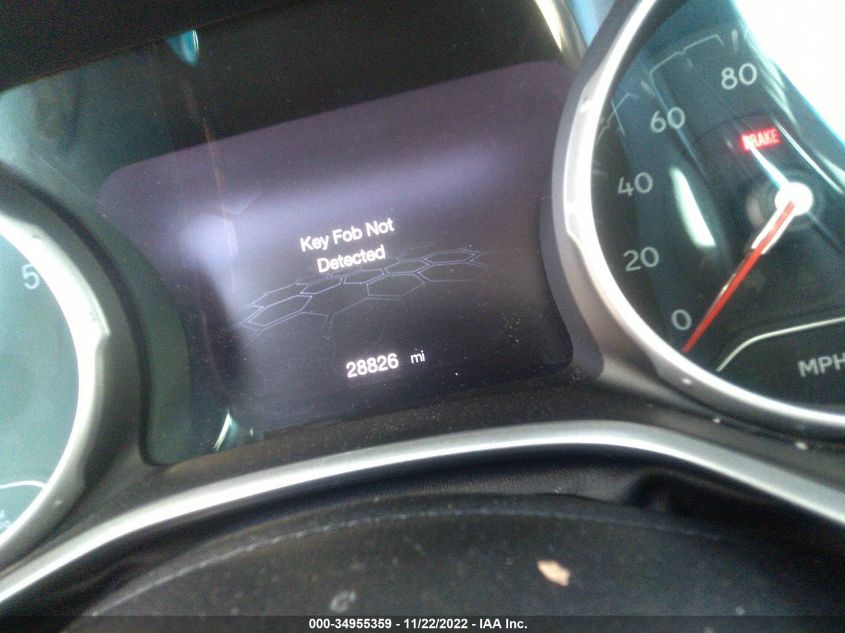 Key Fob Not
Detected
28826 mi
5
80
60
40
20
0
BRAKE
MPH
000-34955359 - 11/22/2022 - IAA Inc.